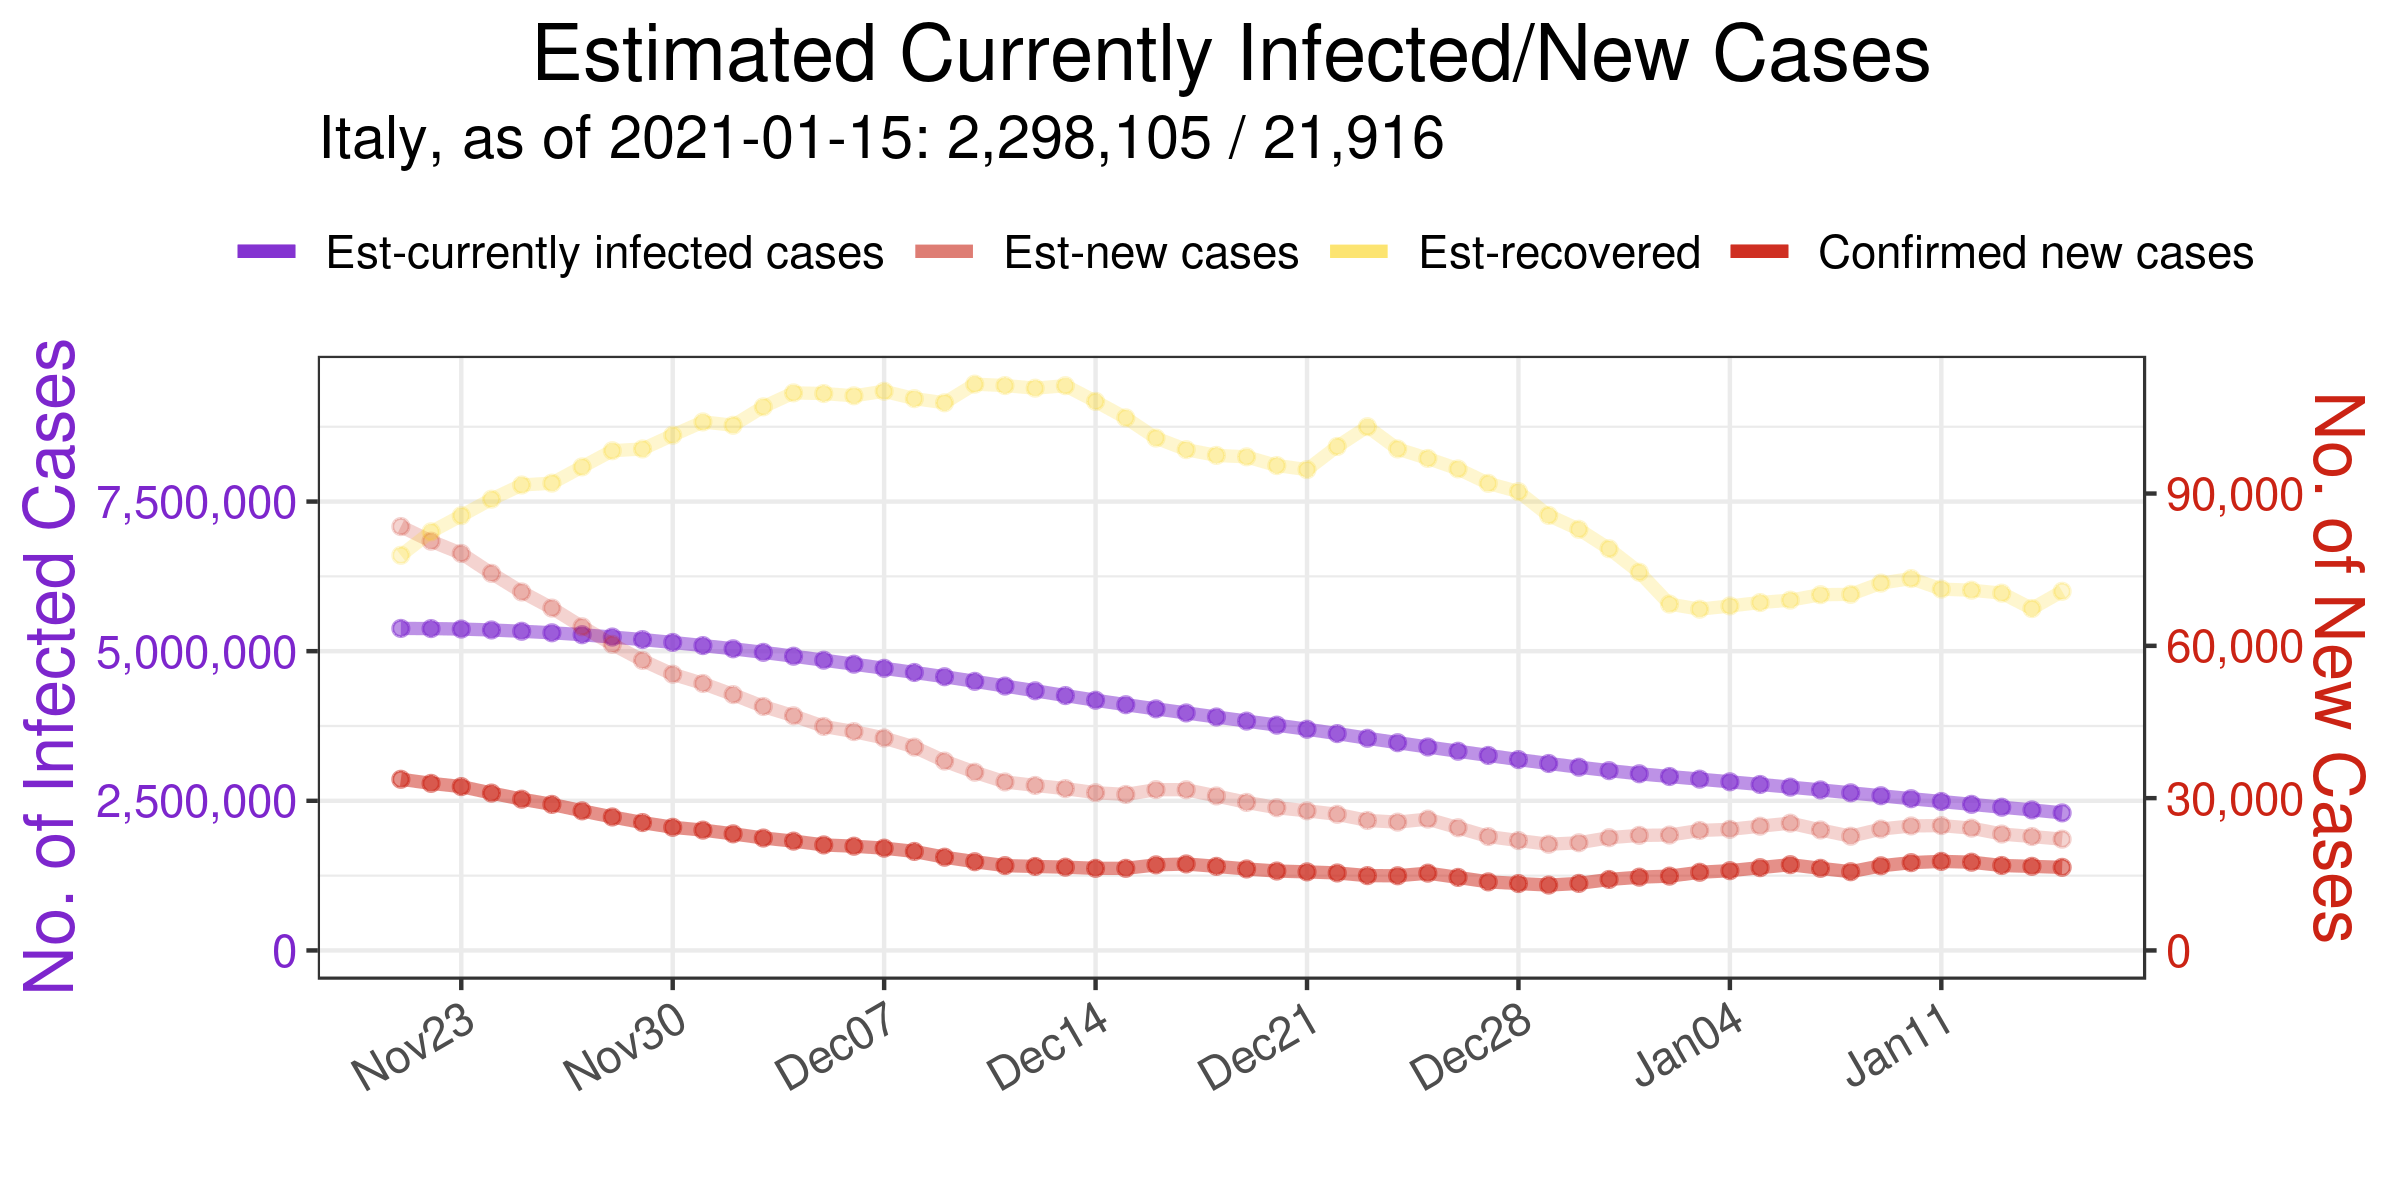 Estimated Currently Infected/New Cases
Italy, as of 2021-01-15: 2,298,105 / 21,916
Est-currently infected cases Est-new cases Est-recovered Confirmed new cases
No. of Infected Cases
7,500,000
5,000,000
2,500,000
0
90,000
60,000
30,000
0
No. of New Cases
Nov23 Nov30 Dec07 Dec14 Dec21 Dec28 Jan04 Jan11